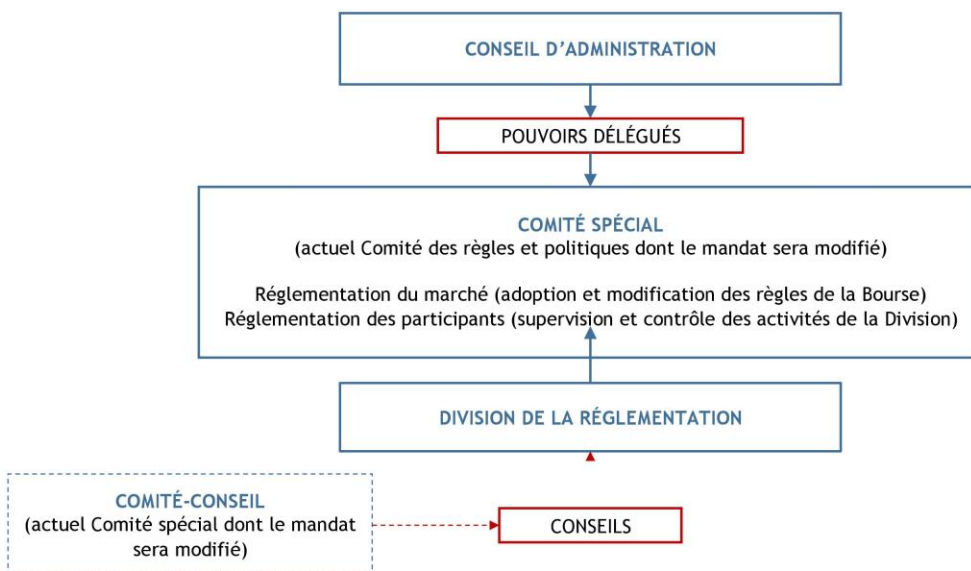 CONSEIL D’ADMINISTRATION
POUVOIRS DÉLÉGUÉS
COMITÉ SPÉCIAL
(actuel Comité des règles et politiques dont le mandat sera modifié)
Réglementation du marché (adoption et modification des règles de la Bourse)
Réglementation des participants (supervision et contrôle des activités de la Division)
DIVISION DE LA RÉGLEMENTATION
COMITÉ-CONSEIL
(actuel Comité spécial dont le mandat
sera modifié)
CONSEILS